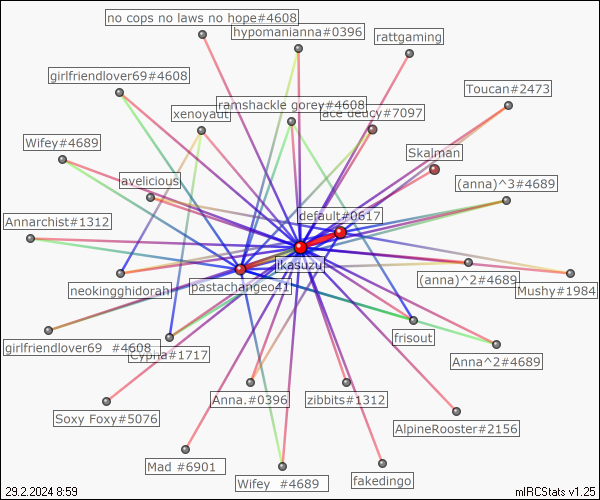 no cops no laws no hope#4608
hypomanianna#0396
rattgaming
girlfriendlover69#4608
Toucan#2473
ramshackle gorey#4608
xenoyaut
ace deucy#7097
Wifey#4689
Skalman
avelicious
(anna)^3#4689
Annarchist#1312
default#0617
ikasuzu
neokingghidorah
pastachangeo41
(anna)^2#4689
Mushy#1984
girlfriendlover69 #4608
Cypha#1717
frisout
Anna^2#4689
Anna.#0396
zibbits#1312
Soxy Foxy#5076
AlpineRooster#2156
Mad #6901
Wifey #4689
fakedingo
29.2.2024 8:59
mIRCStats v1.25